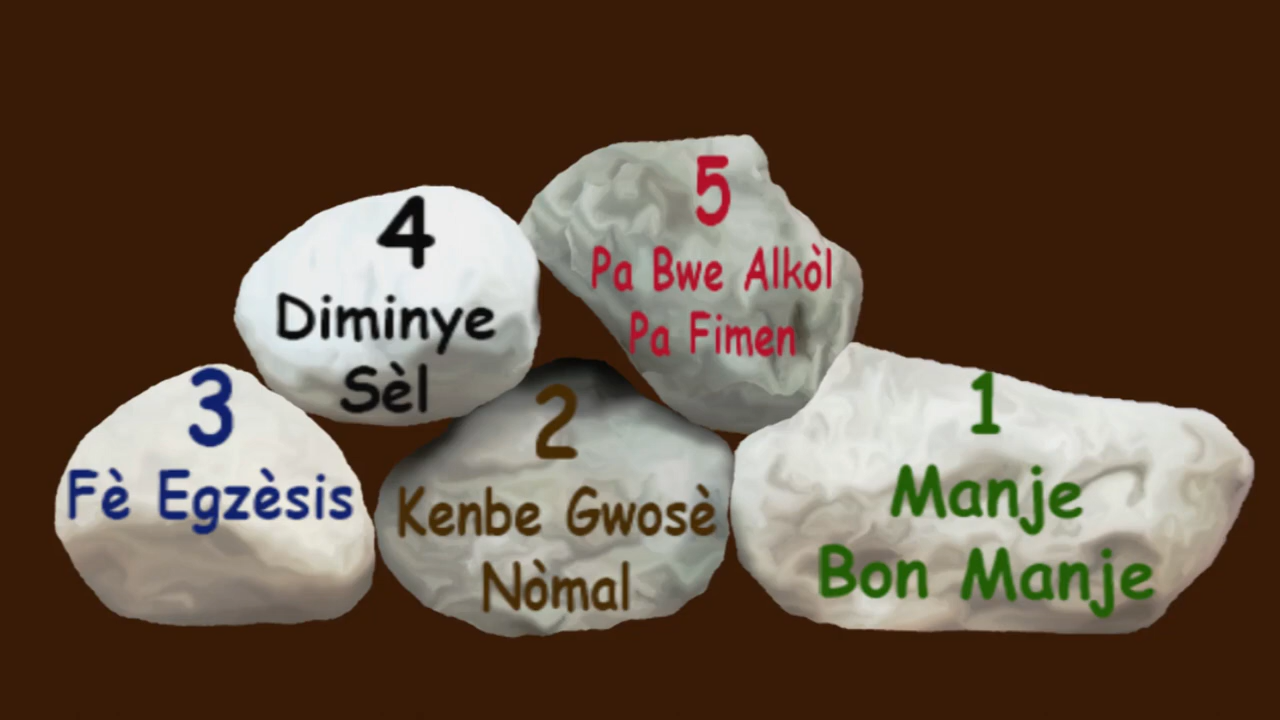 5
Pa Bwe Alkòl
Pa Fimen
4
Diminye
Sèl
3
Fè Egzèsis
2
Kenbe Gwosè
Nòmal
1
Manje
Bon Manje